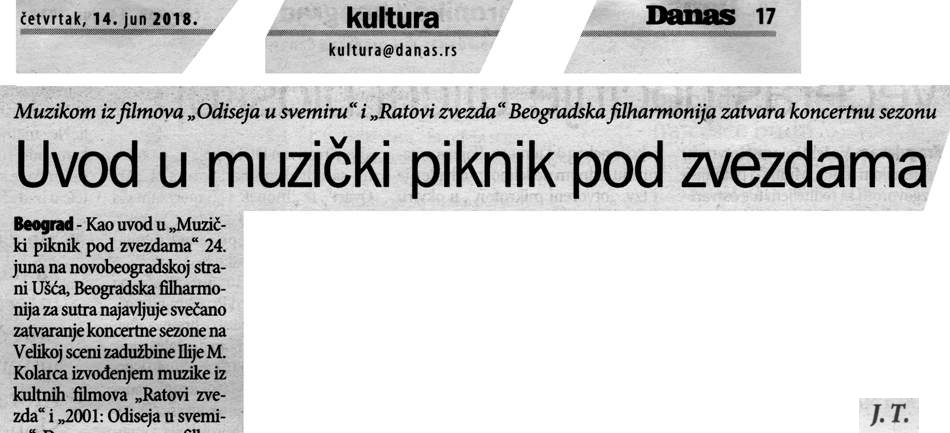 četvrtak, 14. jun 2018.
kultura
kultura@danas.rs
Danas 17
Muzikom iz filmova „Odiseja u svemiru“ i „Ratovi zvezda“ Beogradska filharmonija zatvara koncertnu sezonu
Uvod u muzički piknik pod zvezdama
Beograd - Kao uvod u „Muzič-
ki piknik pod zvezdama“ 24.
juna na novobeogradskoj stra-
ni Ušća, Beogradska filharmo-
nija za sutra najavljuje svečano
zatvaranje koncertne sezone na
Velikoj sceni zadužbine Ilije M.
Kolarca izvođenjem muzike iz
kultnih filmova „Ratovi zve-
zda“ i „2001: Odiseja u svemi-
J. T.